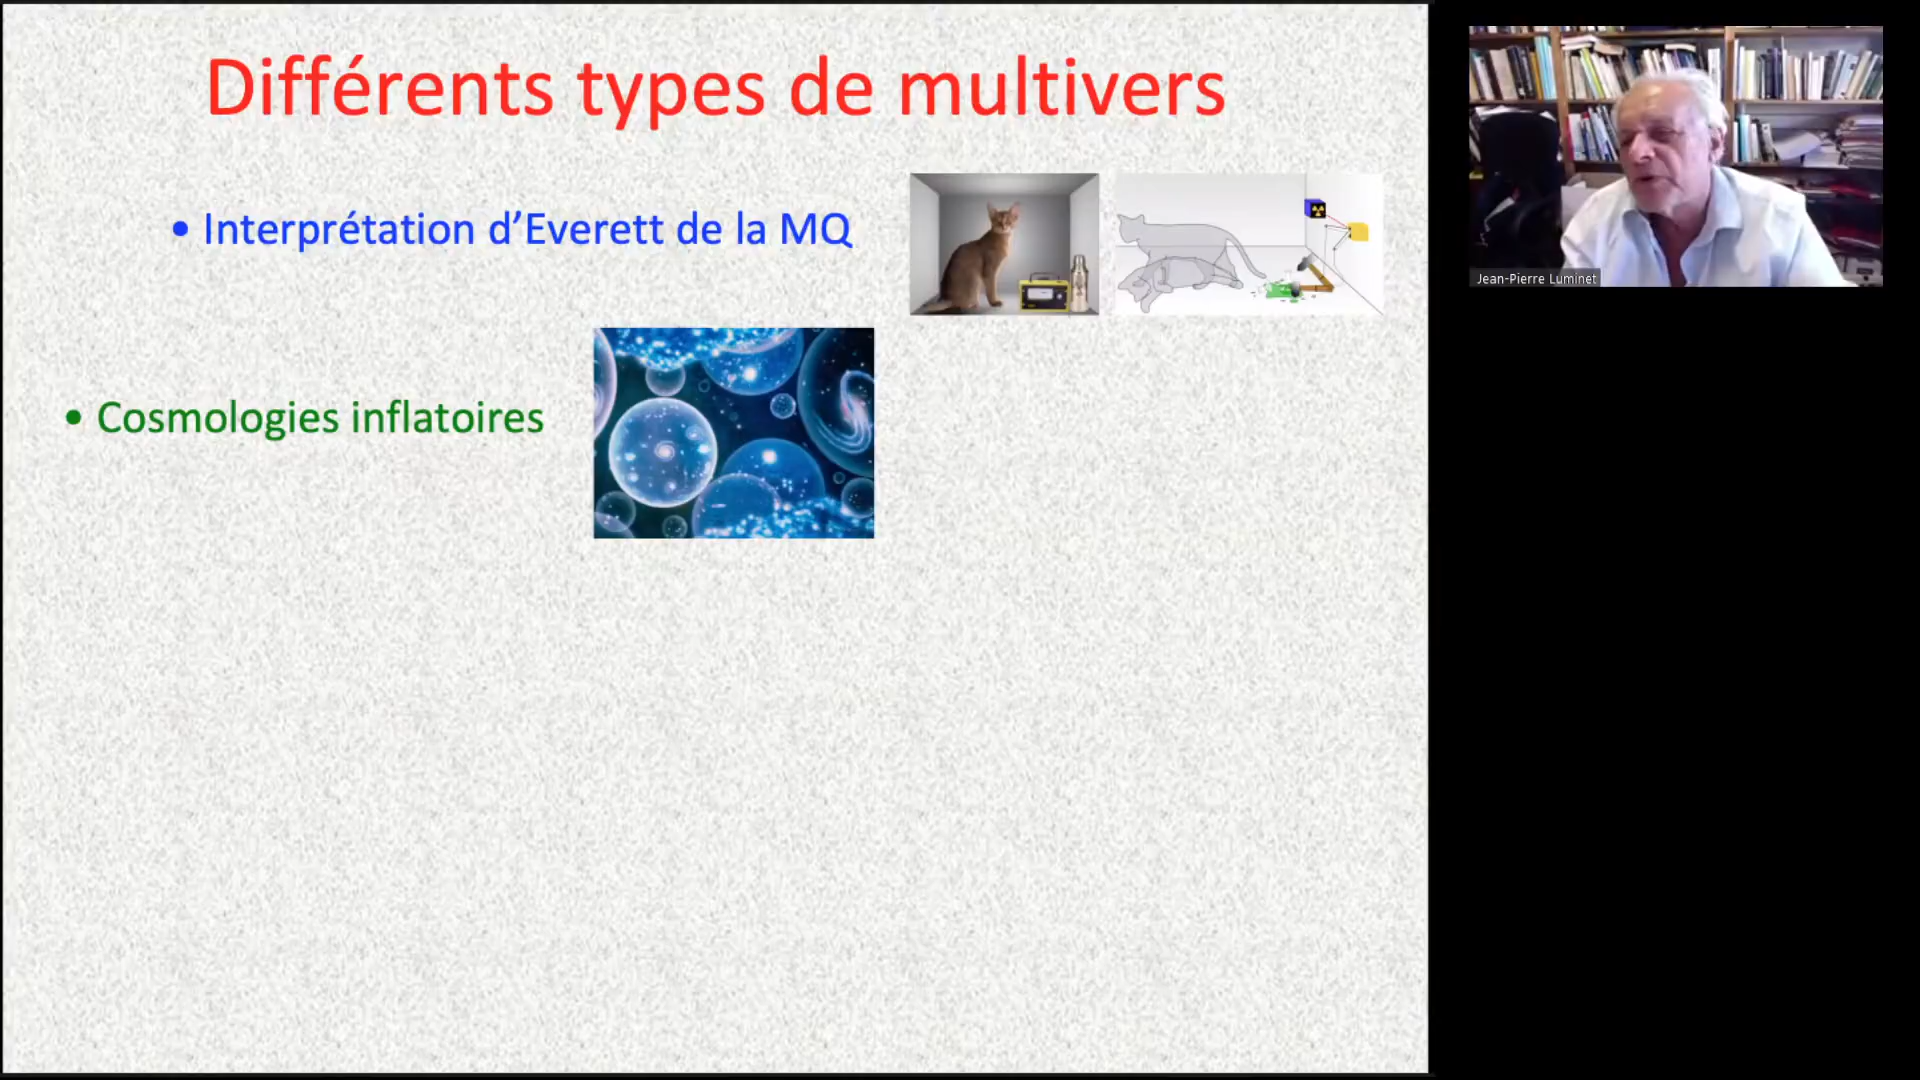 Différents types de multivers
• Interprétation d’Everett de la MQ
• Cosmologies inflatoires
Jean-Pierre Luminet